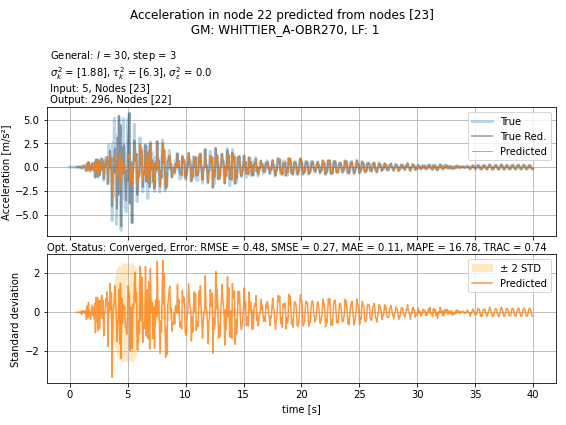 Acceleration in node 22 predicted from nodes [23]
GM: WHITTIER_A-OBR270, LF: 1
General: l = 30, step = 3
σ²ₖ = [1.88], τ²ₖ = [6.3], σ²ε = 0.0
Input: 5, Nodes [23]
Output: 296, Nodes [22]
Acceleration [m/s²]
5.0
2.5
0.0
−2.5
−5.0
True
True Red.
Predicted
Opt. Status: Converged, Error: RMSE = 0.48, SMSE = 0.27, MAE = 0.11, MAPE = 16.78, TRAC = 0.74
Standard deviation
2
0
−2
± 2 STD
Predicted
0 5 10 15 20 25 30 35 40
time [s]